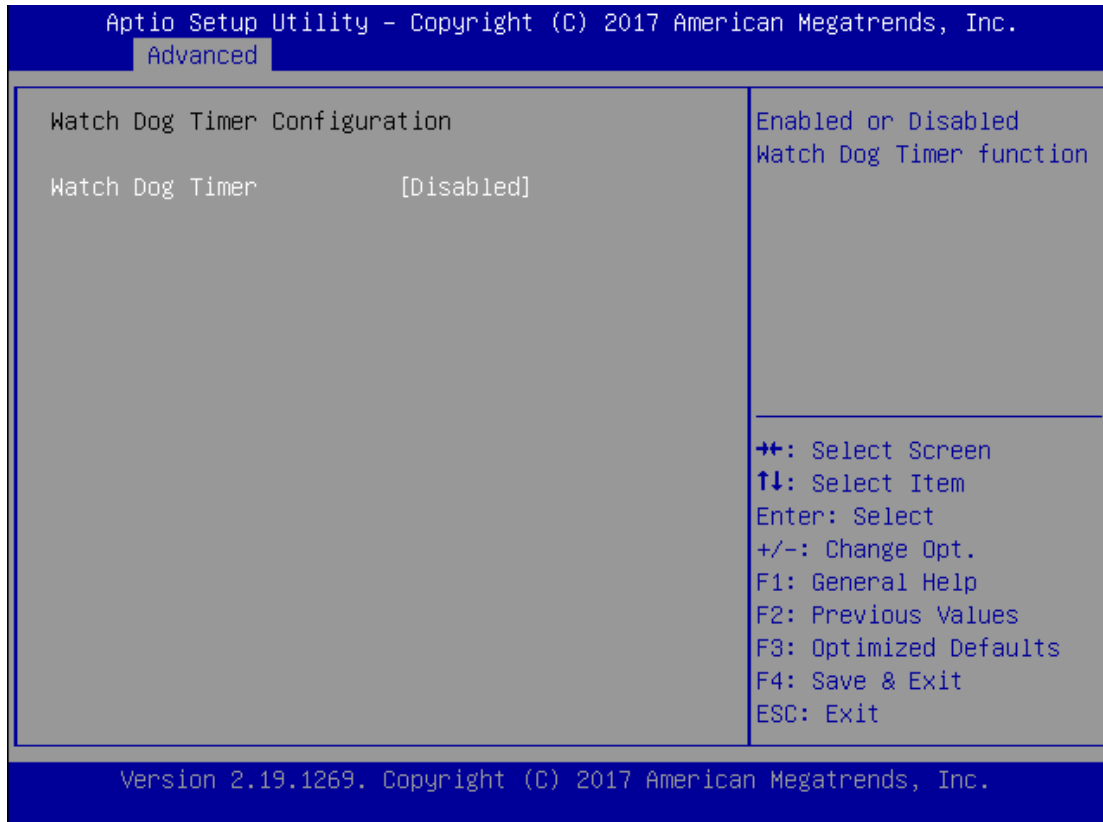 Aptio Setup Utility – Copyright (C) 2017 American Megatrends, Inc.
Advanced
Watch Dog Timer Configuration
Watch Dog Timer [Disabled]
Enabled or Disabled
Watch Dog Timer function
→←: Select Screen
↑↓: Select Item
Enter: Select
+/-: Change Opt.
F1: General Help
F2: Previous Values
F3: Optimized Defaults
F4: Save & Exit
ESC: Exit
Version 2.19.1269. Copyright (C) 2017 American Megatrends, Inc.